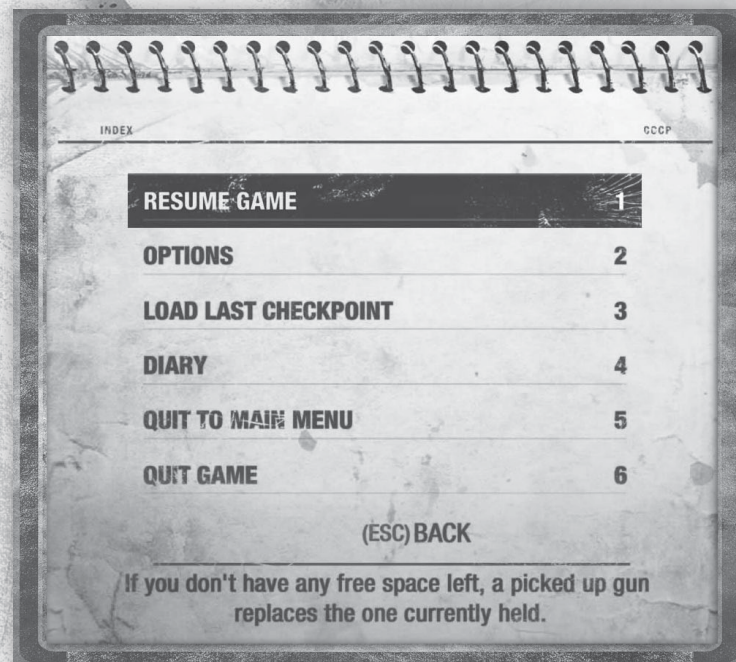 INDEX CCCP
RESUME GAME 1
OPTIONS 2
LOAD LAST CHECKPOINT 3
DIARY 4
QUIT TO MAIN MENU 5
QUIT GAME 6
(ESC) BACK
If you don't have any free space left, a picked up gun
replaces the one currently held.